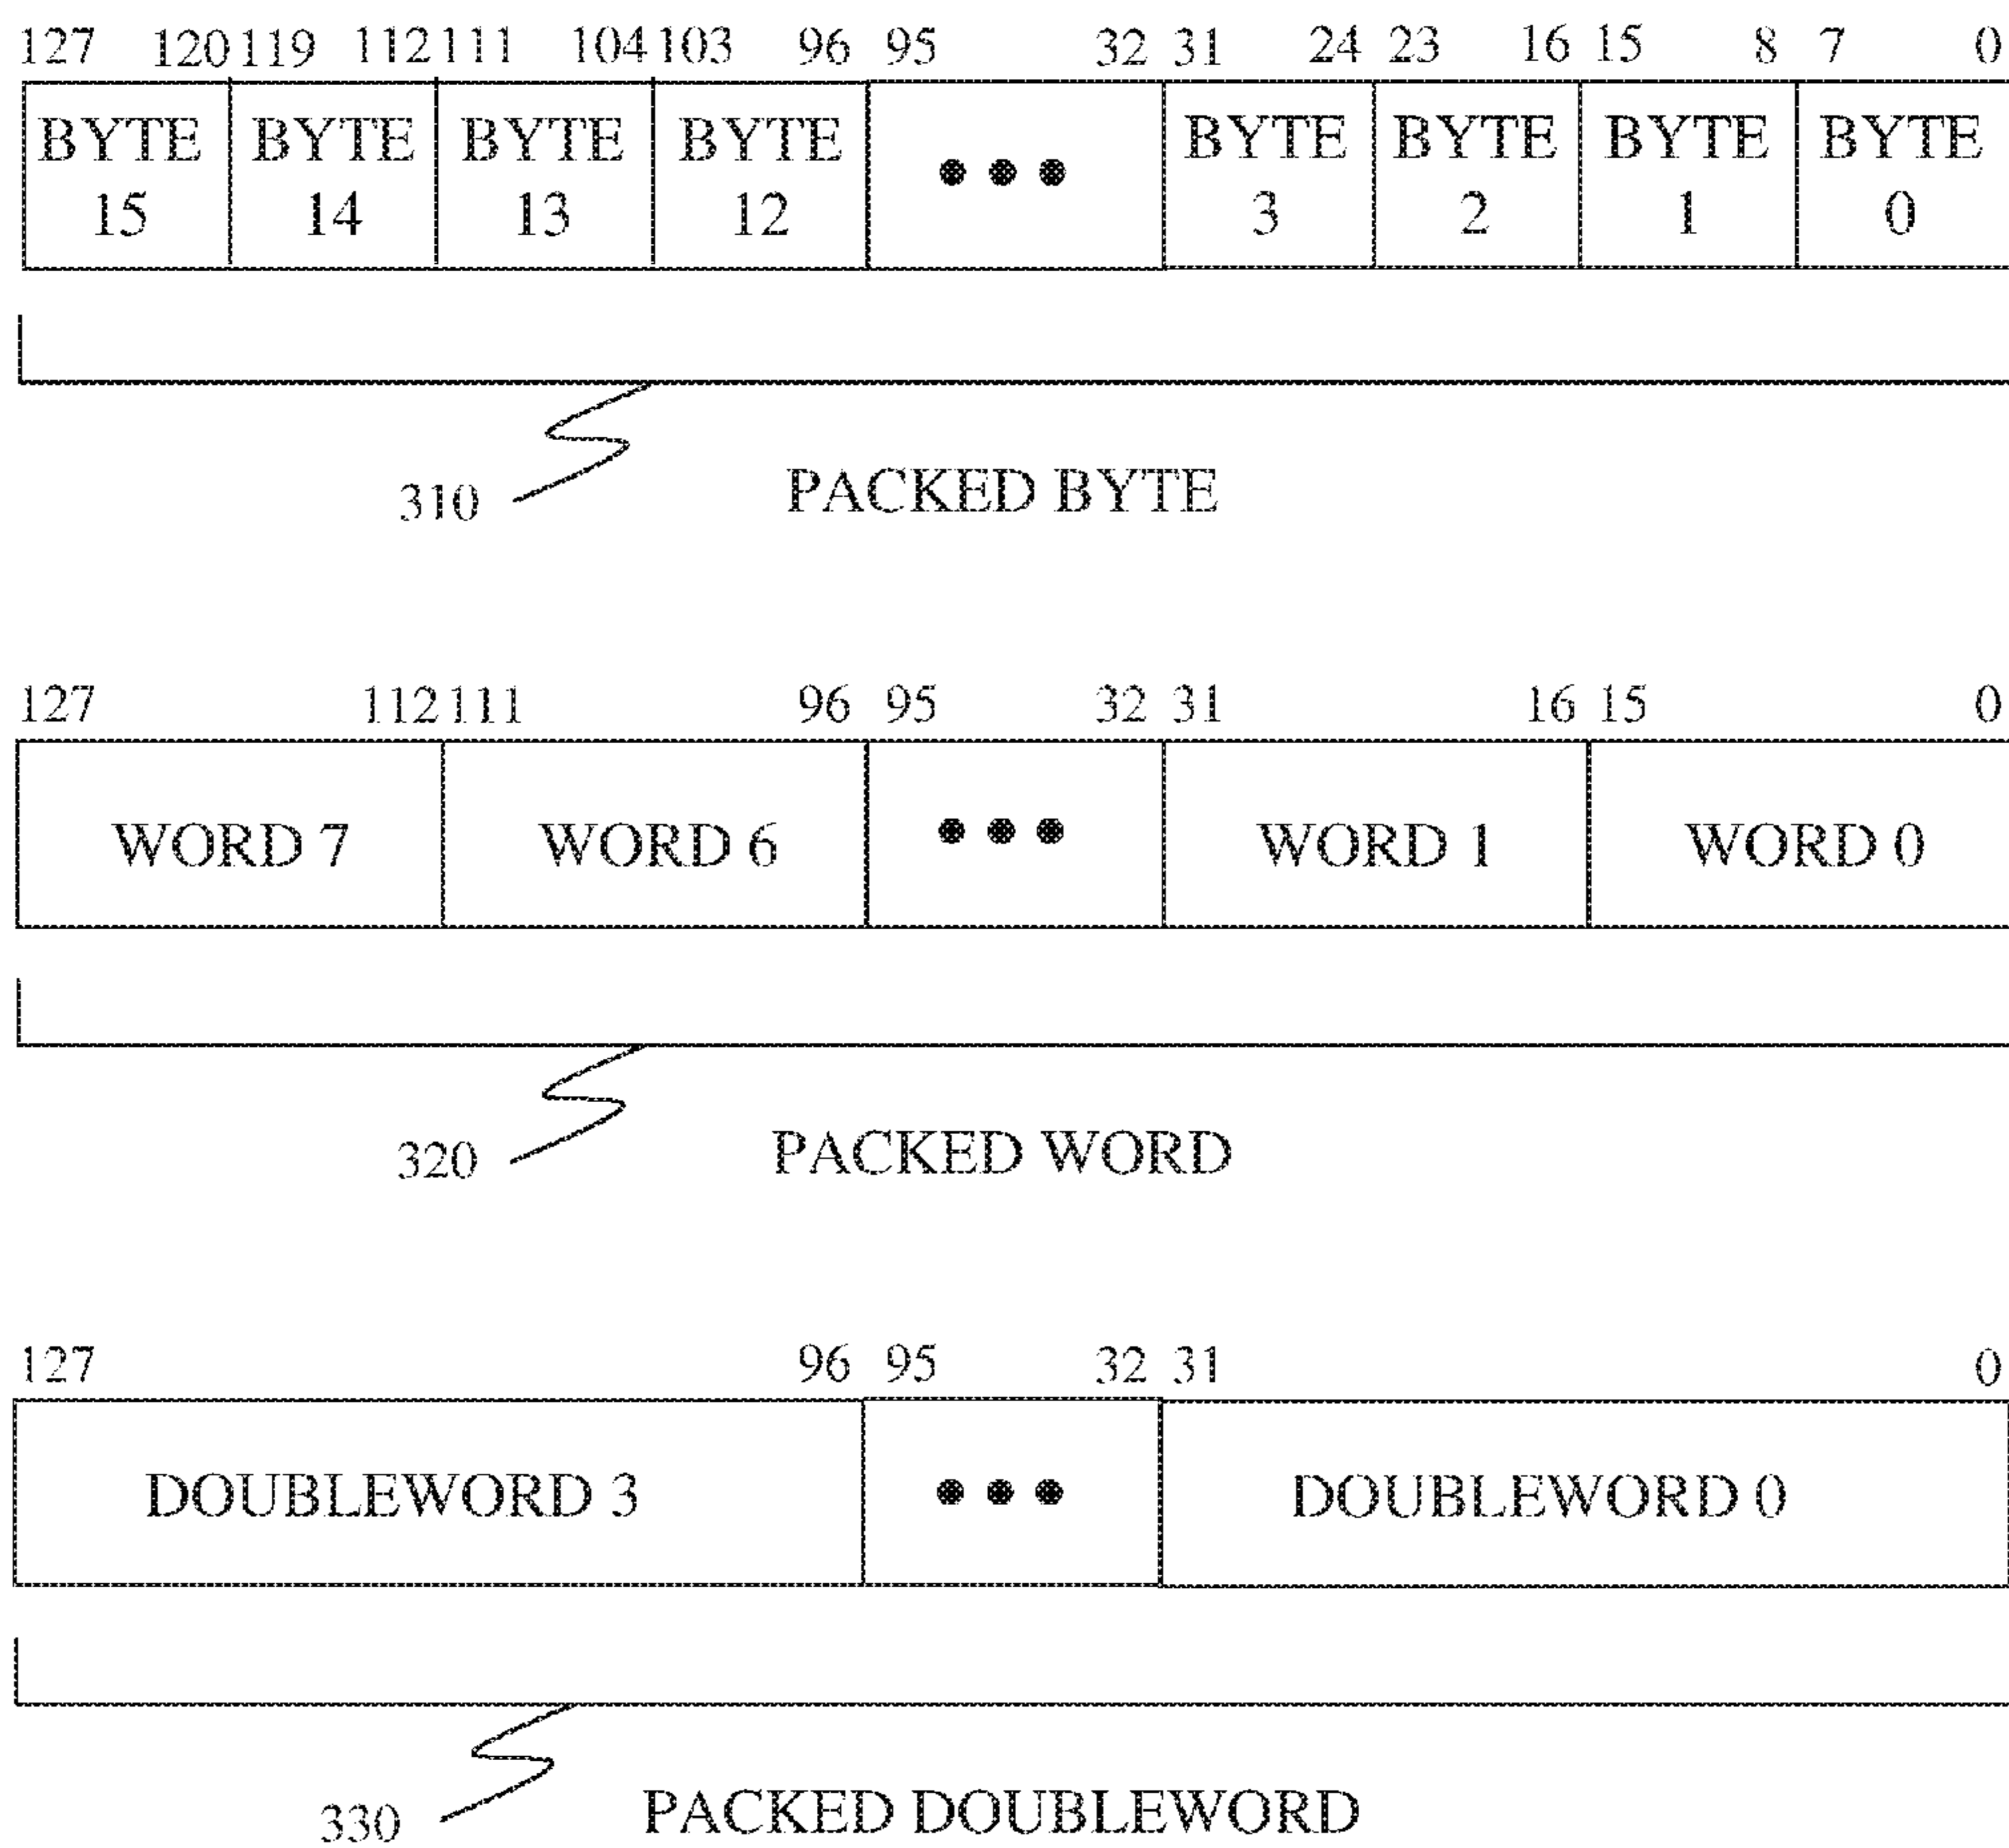 127 120 119 112 111 104 103 96 95 32 31 24 23 16 15 8 7 0
BYTE BYTE BYTE BYTE BYTE BYTE BYTE BYTE
15 14 13 12 3 2 1 0
310 PACKED BYTE
127 112 111 96 95 32 31 16 15 0
WORD 7 WORD 6 WORD 1 WORD 0
320 PACKED WORD
127 96 95 32 31 0
DOUBLEWORD 3 DOUBLEWORD 0
330 PACKED DOUBLEWORD